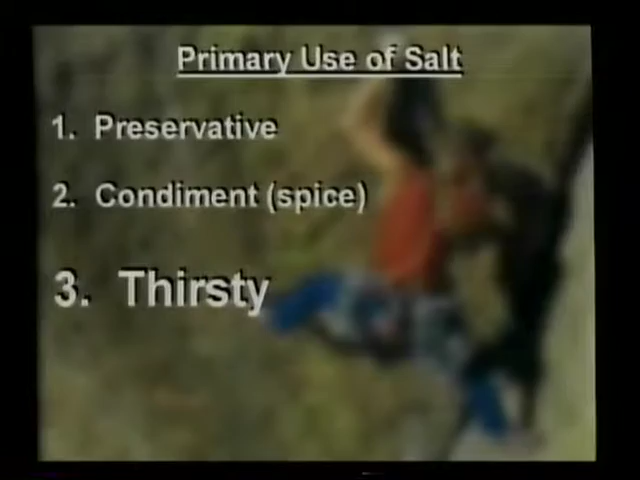 Primary Use of Salt
1. Preservative
2. Condiment (spice)
3. Thirsty